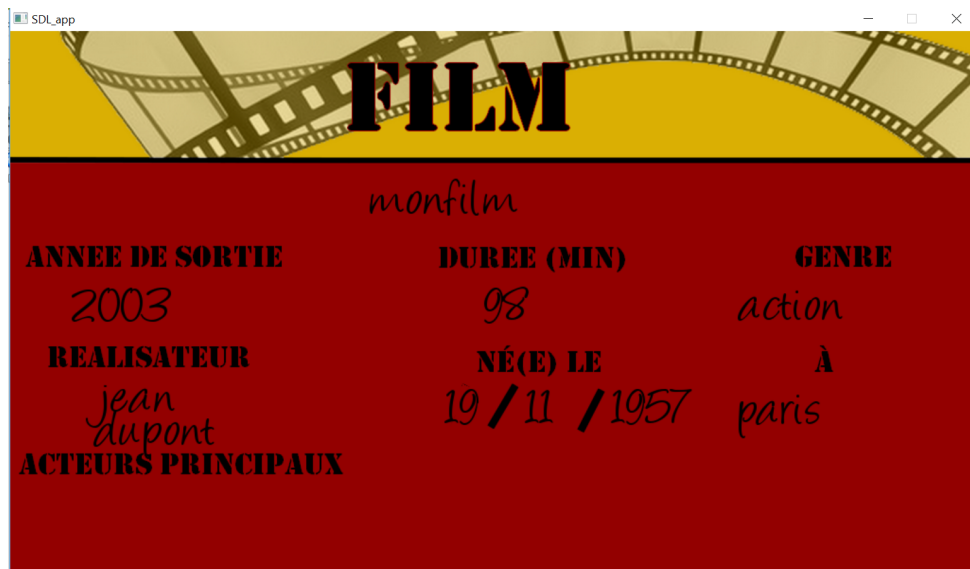 SDL_app
FILM
monfilm
ANNEE DE SORTIE DUREE (MIN) GENRE
2003 98 action
REALISATEUR NÉ(E) LE À
jean 19 / 11 / 1957 paris
dupont
ACTEURS PRINCIPAUX